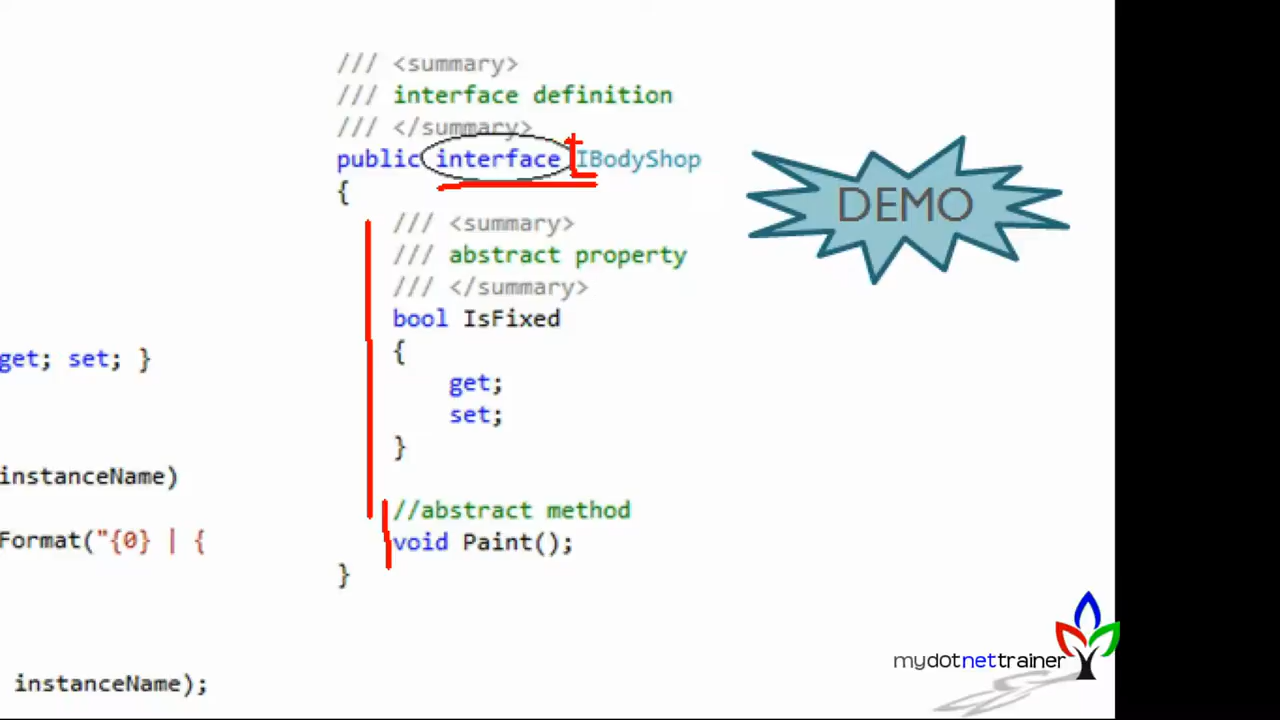 /// <summary>
/// interface definition
/// </summary>
public interface IBodyShop
{
/// <summary>
/// abstract property
/// </summary>
bool IsFixed
{
get;
set;
}
//abstract method
void Paint();
}
DEMO
get; set; }
instanceName)
Format("{0} | {
instanceName);
mydotnettrainer